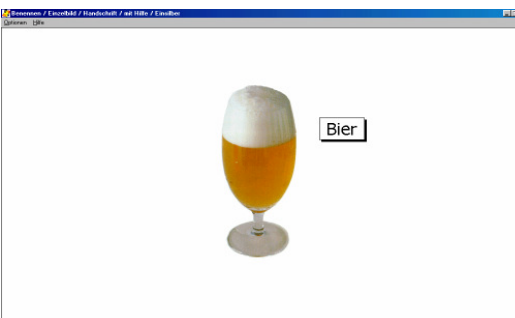 Benennen / Einzelbild / Handschrift / mit Hilfe / Einsilber
Optionen Hilfe
Bier